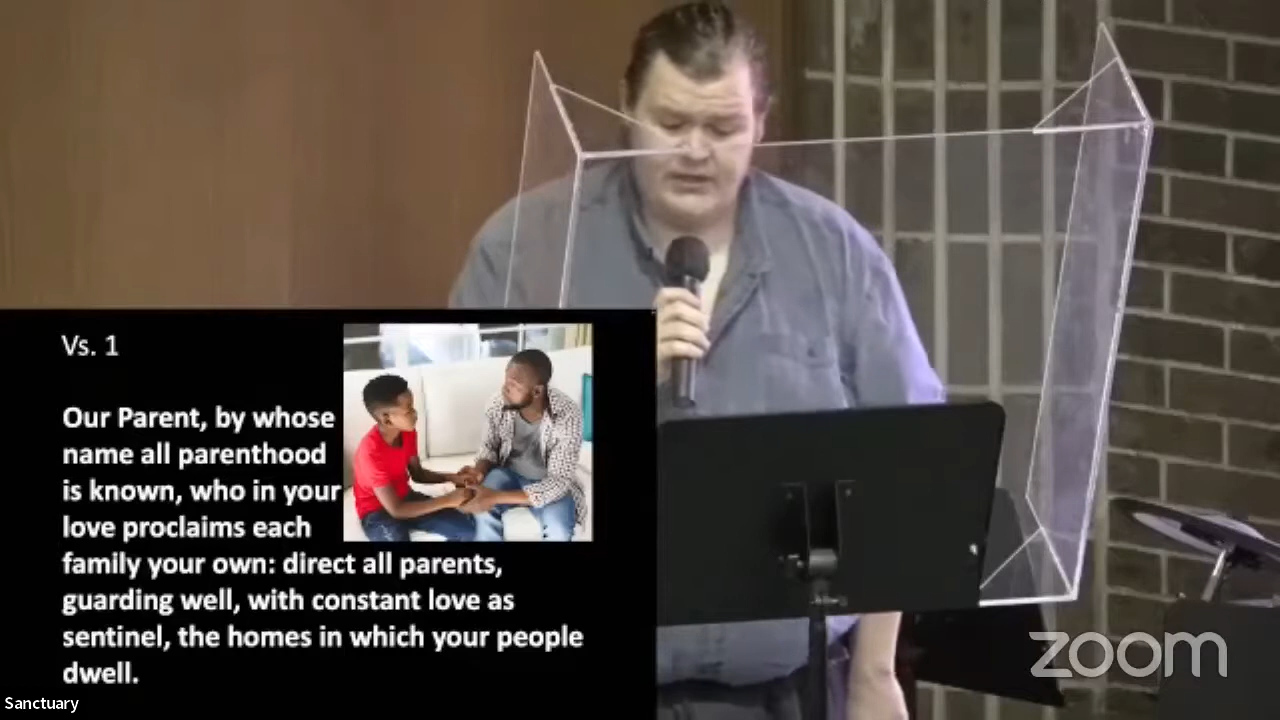 Vs. 1
Our Parent, by whose
name all parenthood
is known, who in your
love proclaims each
family your own: direct all parents,
guarding well, with constant love as
sentinel, the homes in which your people
dwell.
zoom
Sanctuary